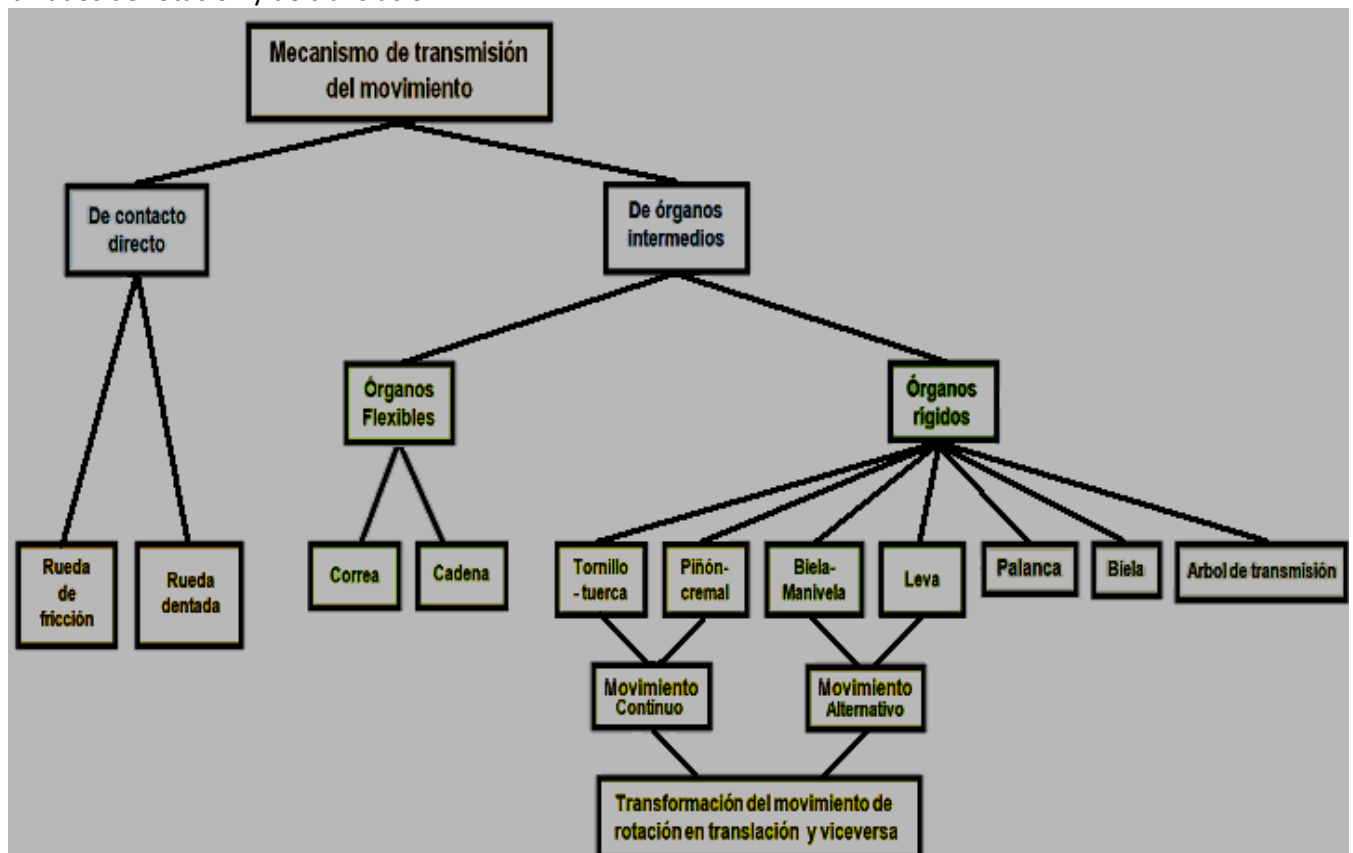 Mecanismo de transmisión
del movimiento
De contacto
directo
De órganos
intermedios
Órganos
Flexibles
Órganos
rígidos
Rueda
de
fricción
Rueda
dentada
Correa
Cadena
Tornillo
-tuerca
Piñón-
cremal
Biela-
Manivela
Leva
Palanca
Biela
Arbol de transmisión
Movimiento
Contínuo
Movimiento
Alternativo
Transformación del movimiento de
rotación en translación y viceversa